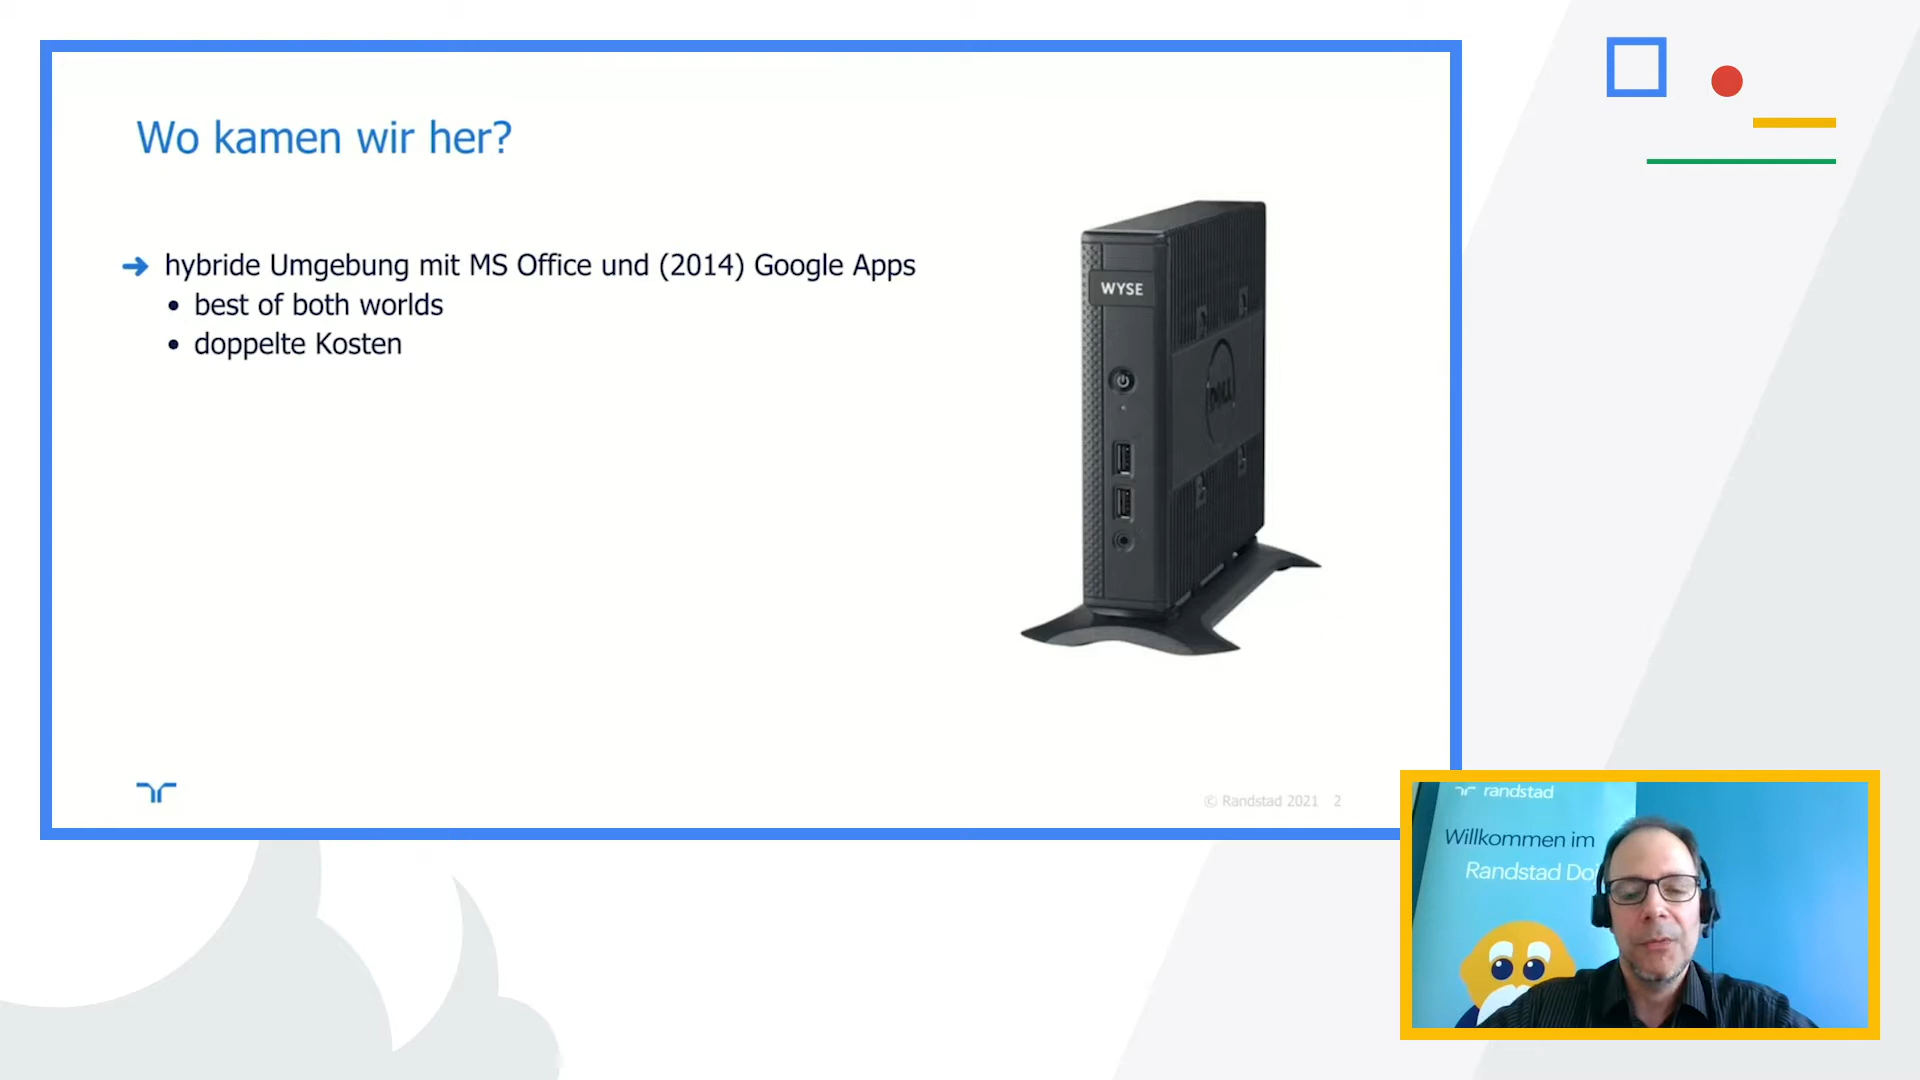 Wo kamen wir her?
hybride Umgebung mit MS Office und (2014) Google Apps
best of both worlds
doppelte Kosten
WYSE
DELL
© Randstad 2021 2
randstad
Willkommen im
Randstad